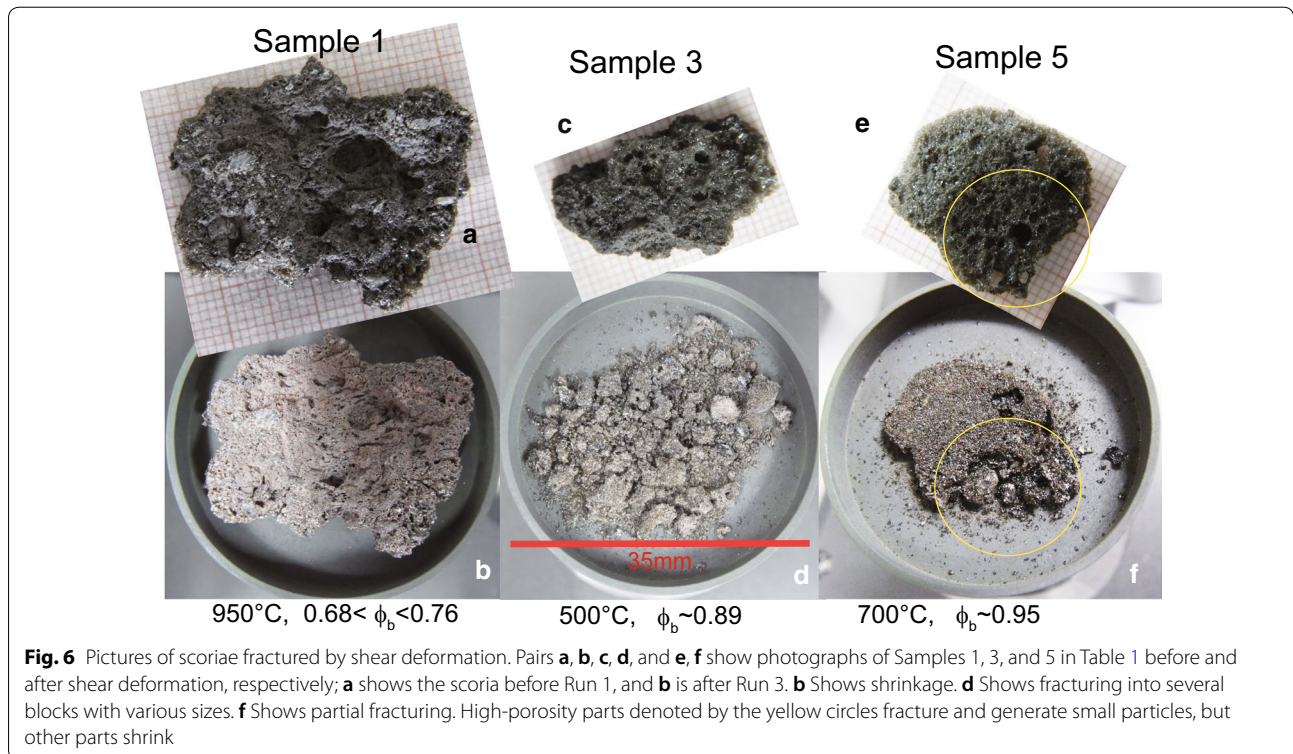 Sample 1
Sample 3
Sample 5
a
c
e
b
d
f
35mm
950°C, 0.68< ϕb<0.76
500°C, ϕb~0.89
700°C, ϕb~0.95
Fig. 6 Pictures of scoriae fractured by shear deformation. Pairs a, b, c, d, and e, f show photographs of Samples 1, 3, and 5 in Table 1 before and
after shear deformation, respectively; a shows the scoria before Run 1, and b is after Run 3. b Shows shrinkage. d Shows fracturing into several
blocks with various sizes. f Shows partial fracturing. High-porosity parts denoted by the yellow circles fracture and generate small particles, but
other parts shrink